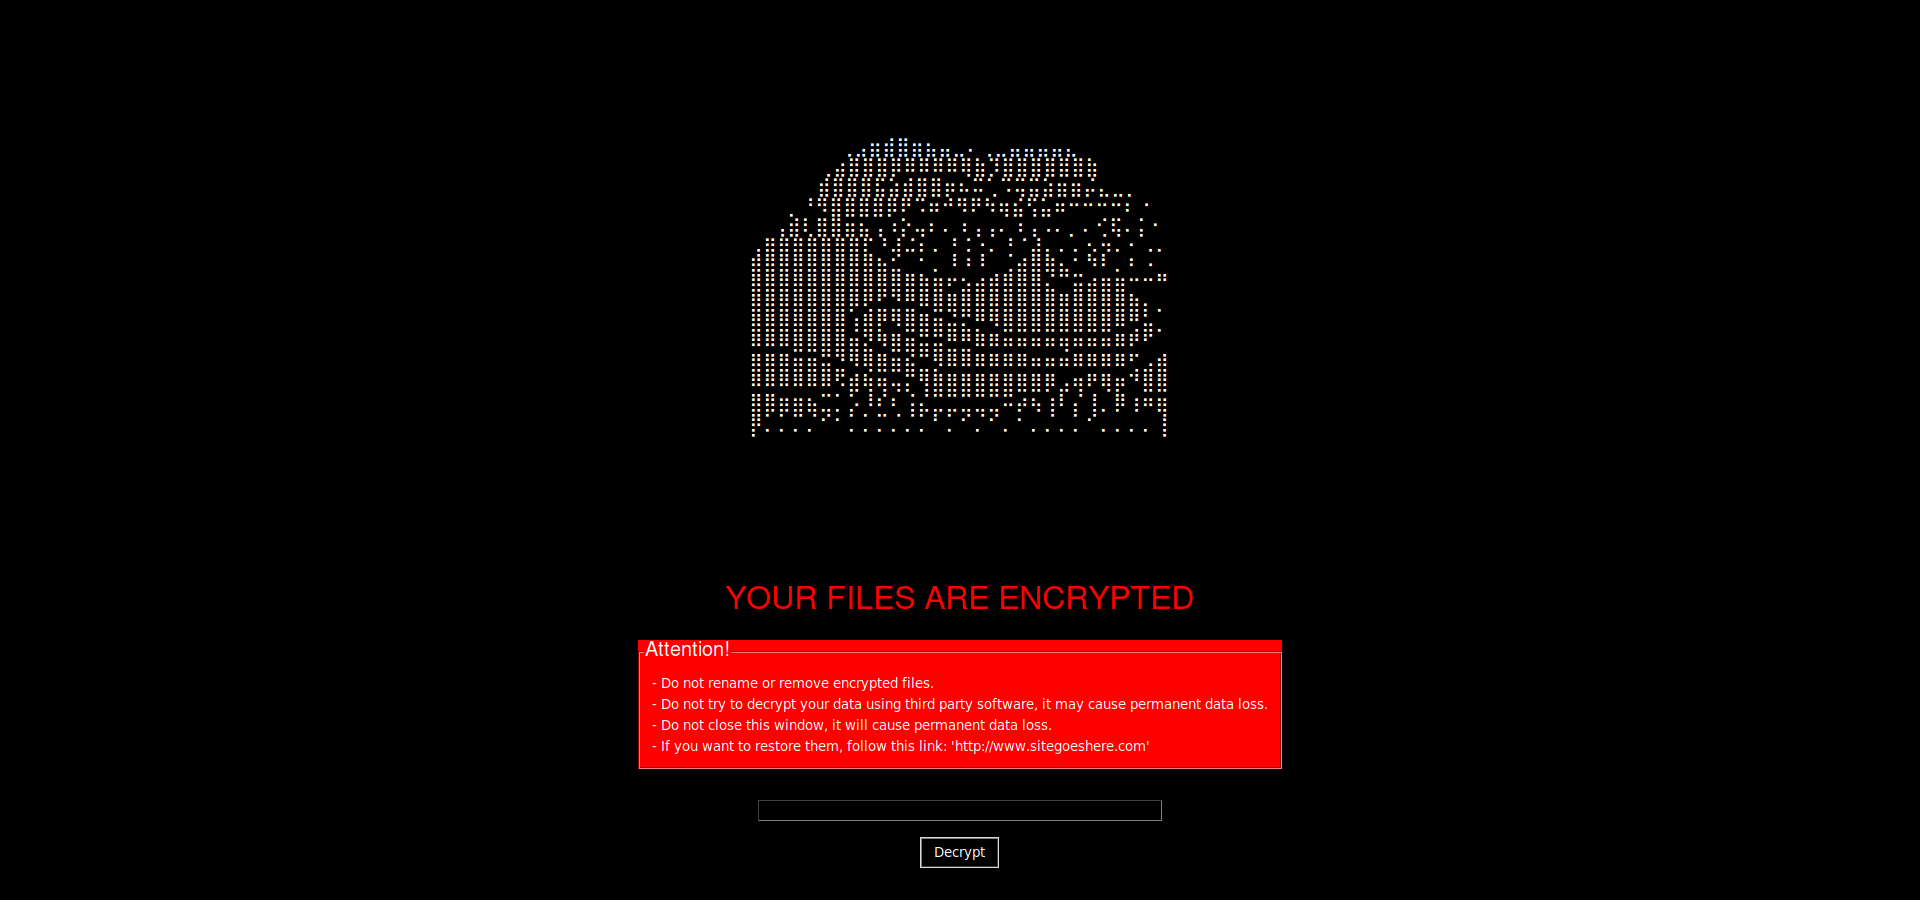 YOUR FILES ARE ENCRYPTED
Attention!
- Do not rename or remove encrypted files.
- Do not try to decrypt your data using third party software, it may cause permanent data loss.
- Do not close this window, it will cause permanent data loss.
- If you want to restore them, follow this link: 'http://www.sitegoeshere.com'
Decrypt